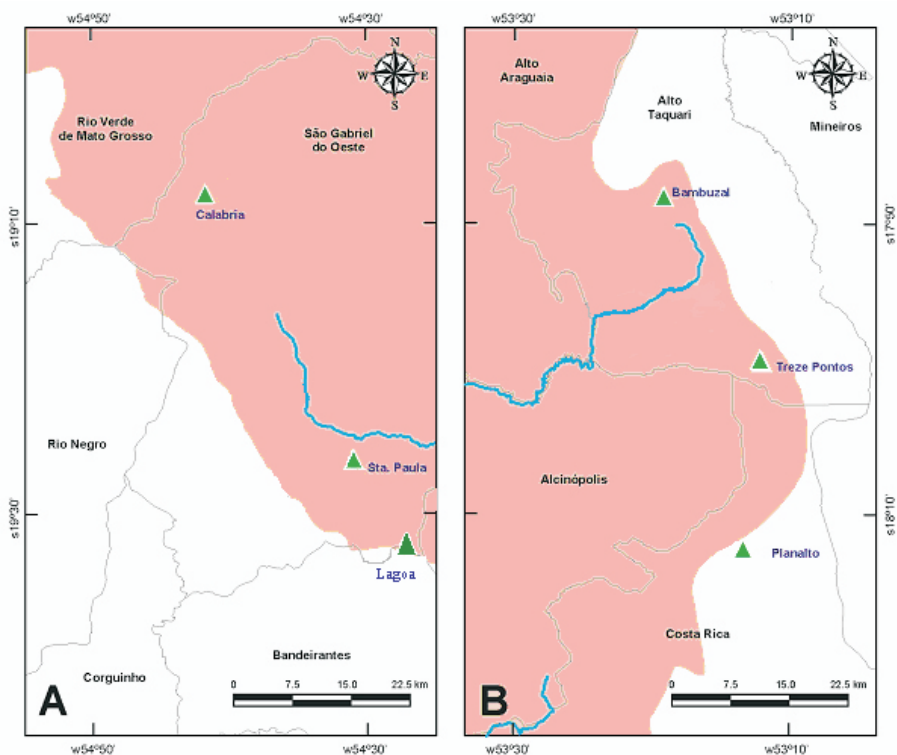 w54º50'
w54º30'
w53º30'
w53º10'
N
W E
S
N
W E
S
Rio Verde
de Mato Grosso
São Gabriel
do Oeste
Calabria
s19º10'
Sta. Paula
Rio Negro
s19º30'
Lagoa
Bandeirantes
Corguinho
0 7.5 15.0 22.5 km
A
w54º50'
w54º30'
Alto
Araguaia
Alto
Taquari
Mineiros
Bambuzal
s17º50'
Treze Pontos
Alcinópolis
s18º10'
Planalto
Costa Rica
0 7.5 15.0 22.5 km
B
w53º30'
w53º10'